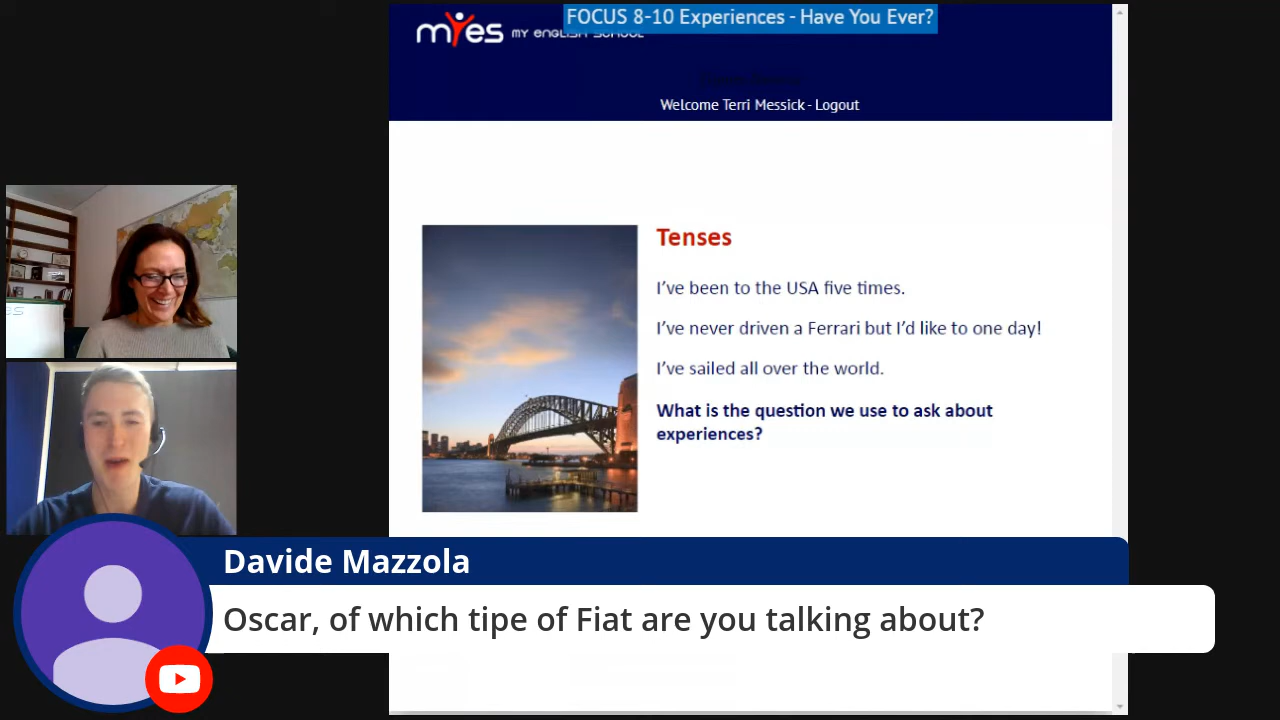 FOCUS 8-10 Experiences - Have You Ever?
myes MY ENGLISH SCHOOL
Welcome Terri Messick - Logout
Tenses
I've been to the USA five times.
I've never driven a Ferrari but I'd like to one day!
I've sailed all over the world.
What is the question we use to ask about
experiences?
Davide Mazzola
Oscar, of which tipe of Fiat are you talking about?